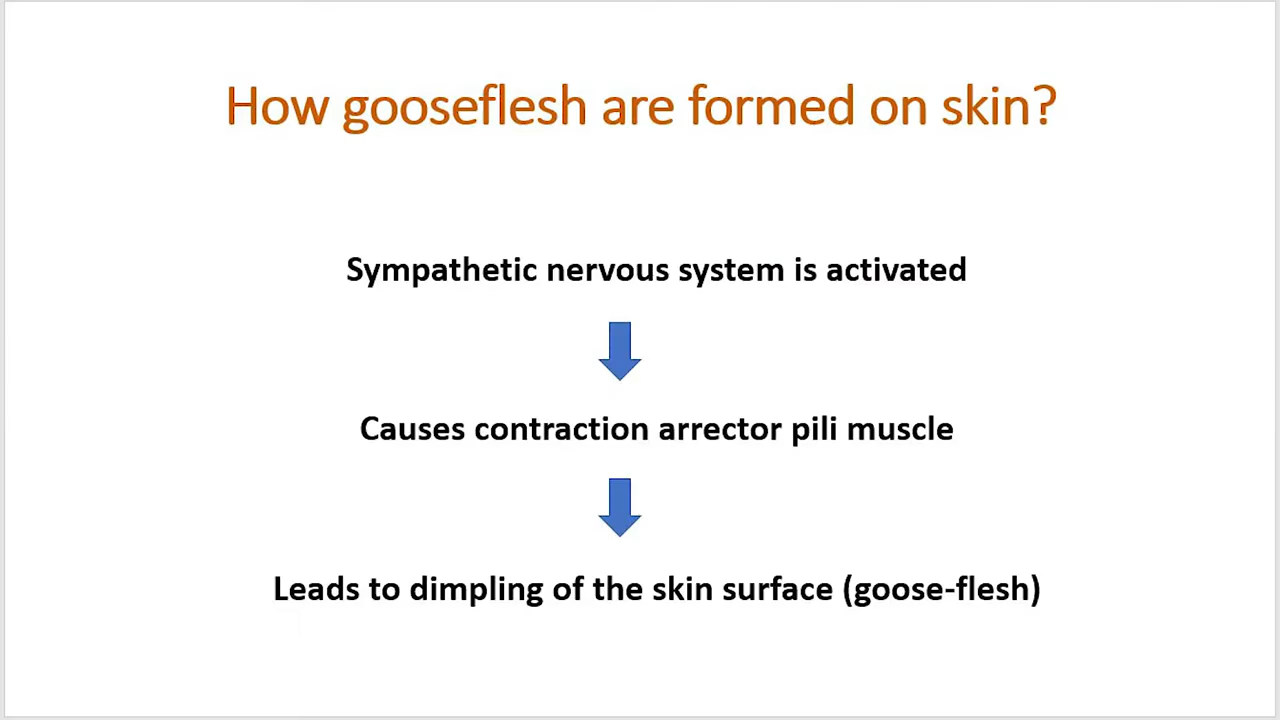 How gooseflesh are formed on skin?
Sympathetic nervous system is activated
Causes contraction arrector pili muscle
Leads to dimpling of the skin surface (goose-flesh)